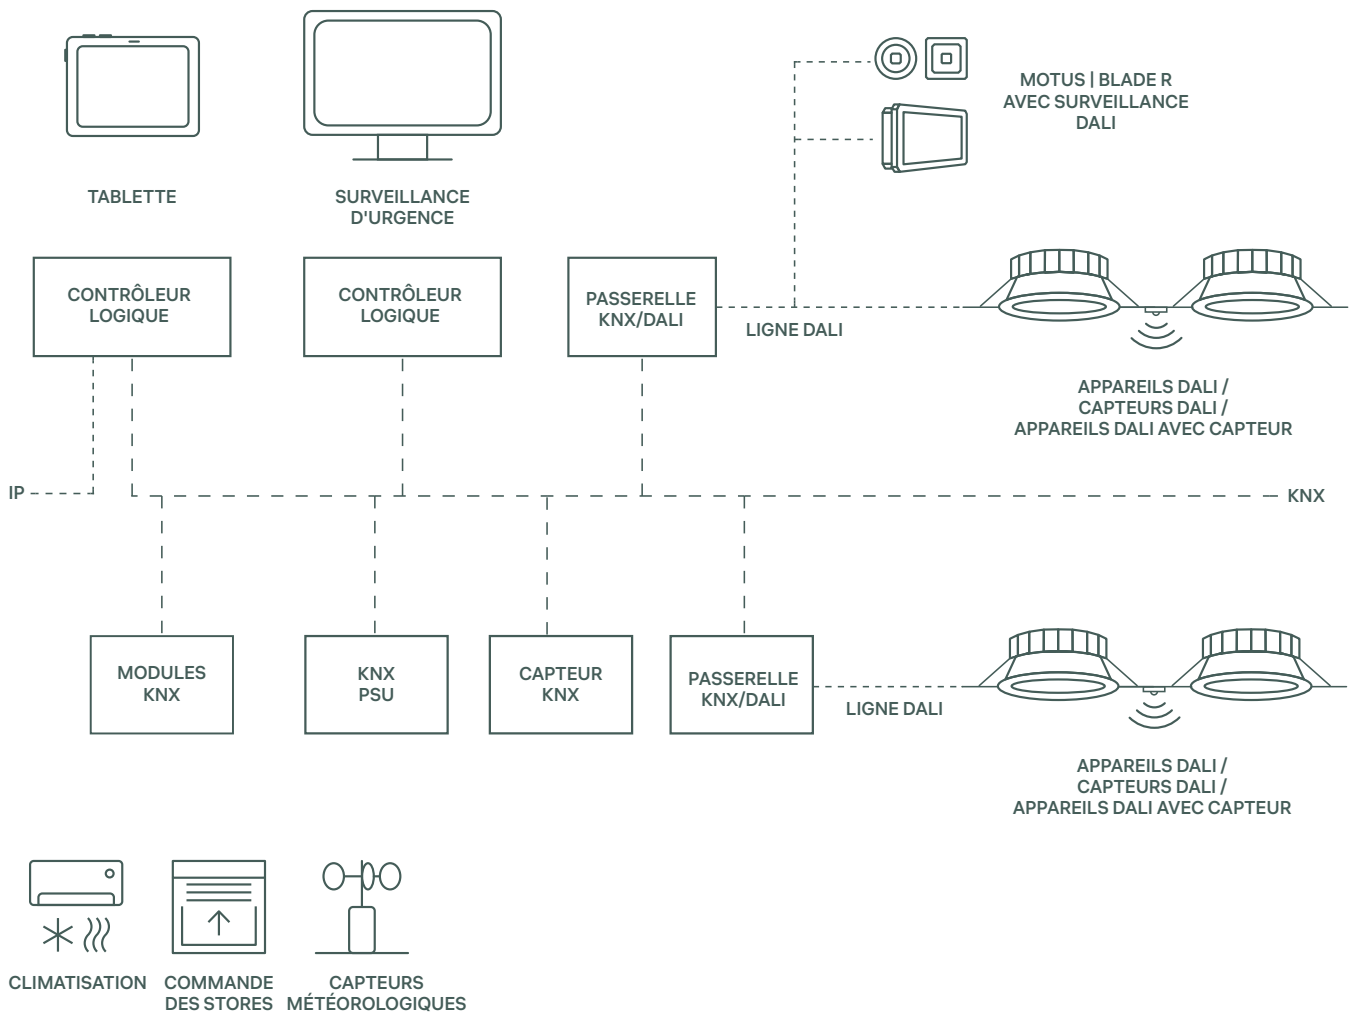 MOTUS | BLADE R
AVEC SURVEILLANCE
DALI
TABLETTE
SURVEILLANCE
D'URGENCE
CONTRÔLEUR
LOGIQUE
CONTRÔLEUR
LOGIQUE
PASSERELLE
KNX/DALI
LIGNE DALI
APPAREILS DALI /
CAPTEURS DALI /
APPAREILS DALI AVEC CAPTEUR
IP
KNX
MODULES
KNX
KNX
PSU
CAPTEUR
KNX
PASSERELLE
KNX/DALI
LIGNE DALI
APPAREILS DALI /
CAPTEURS DALI /
APPAREILS DALI AVEC CAPTEUR
CLIMATISATION
COMMANDE
DES STORES
CAPTEURS
MÉTÉOROLOGIQUES